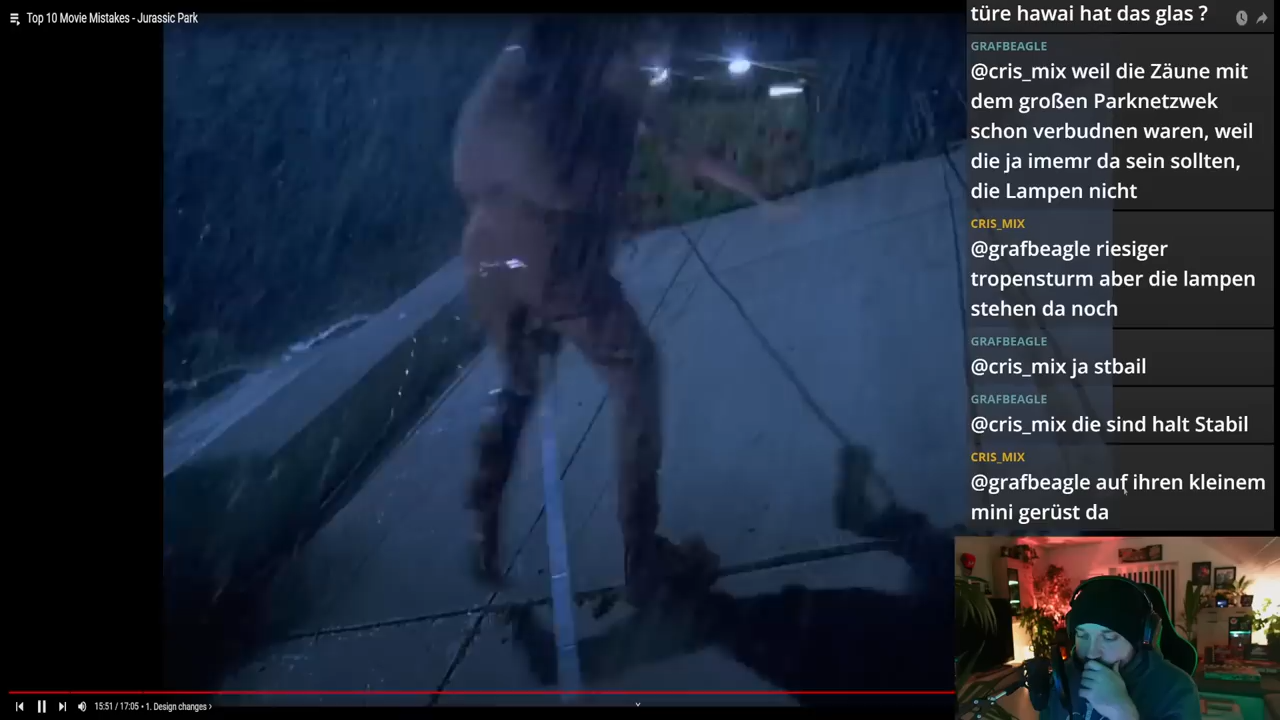 Top 10 Movie Mistakes - Jurassic Park
türe hawai hat das glas ?
GRAFBEAGLE
@cris_mix weil die Zäune mit
dem großen Parknetzwek
schon verbudnen waren, weil
die ja imemr da sein sollten,
die Lampen nicht
CRIS_MIX
@grafbeagle riesiger
tropensturm aber die lampen
stehen da noch
GRAFBEAGLE
@cris_mix ja stbail
GRAFBEAGLE
@cris_mix die sind halt Stabil
CRIS_MIX
@grafbeagle auf ihren kleinem
mini gerüst da
15:51 / 17:05 • 1. Design changes ›